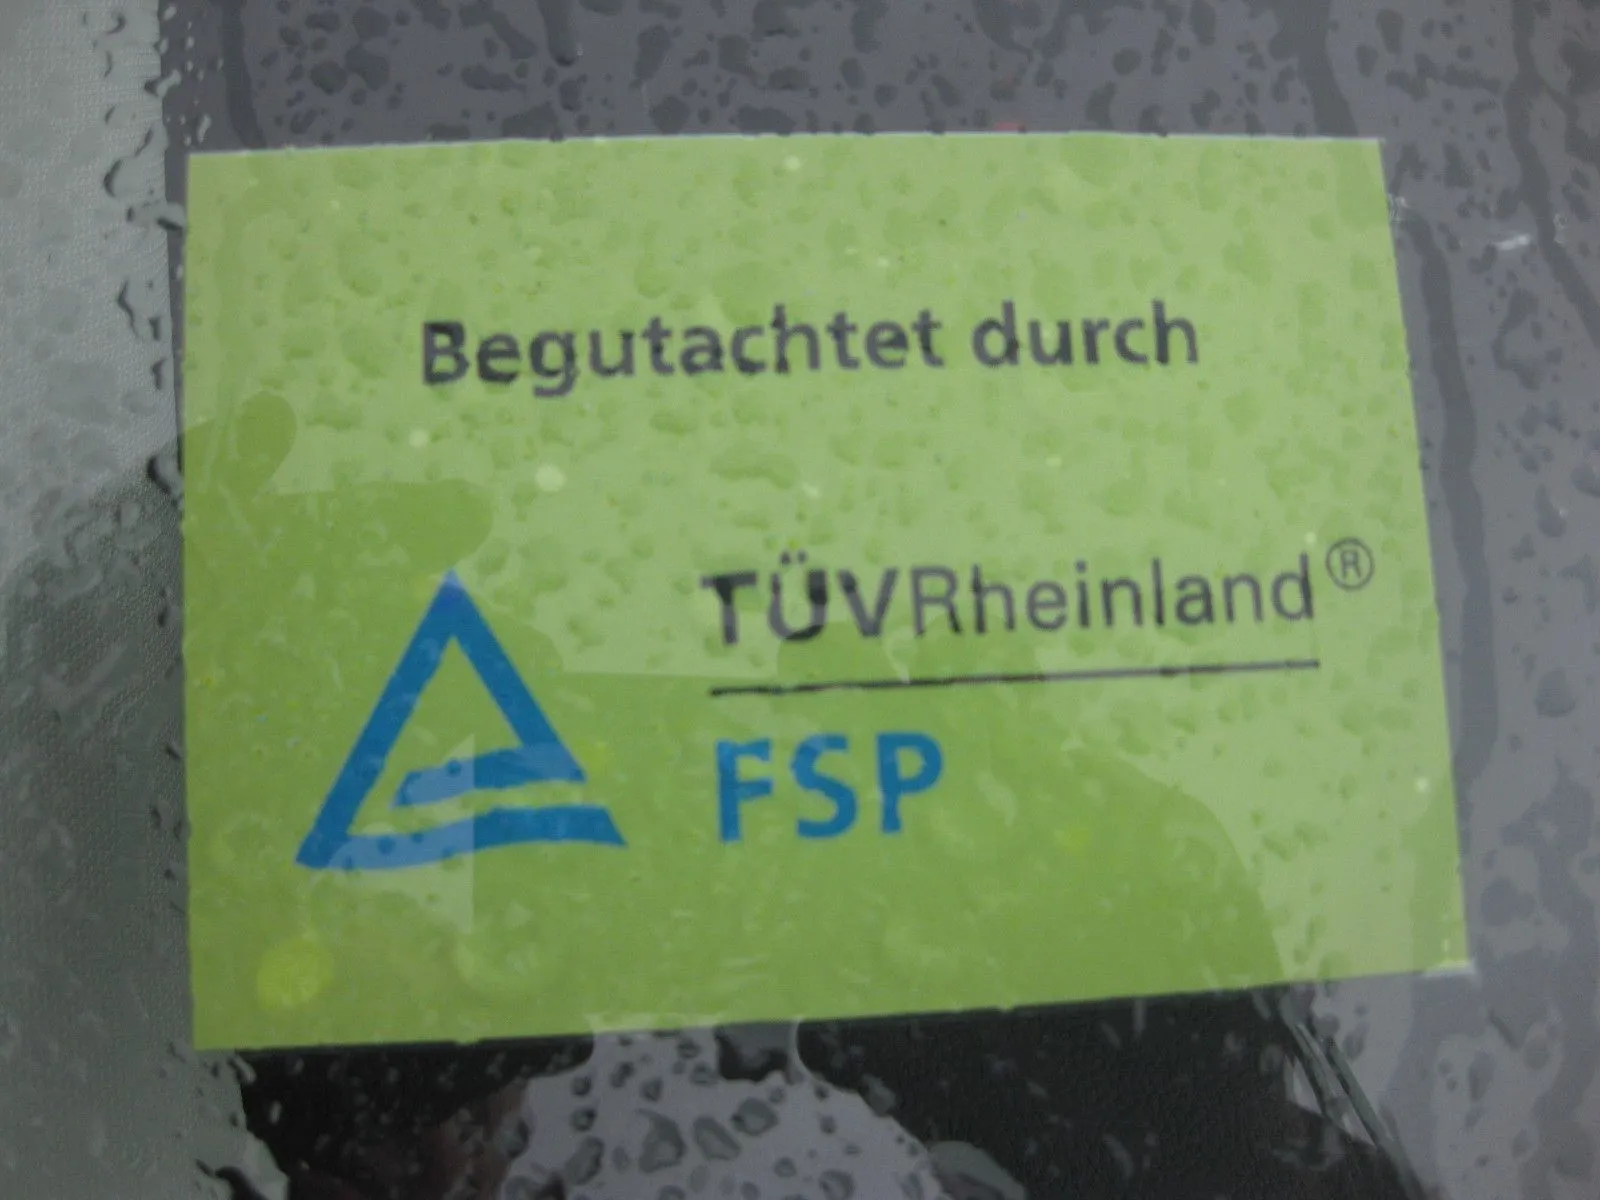 Begutachtet durch
TÜVRheinland®
FSP